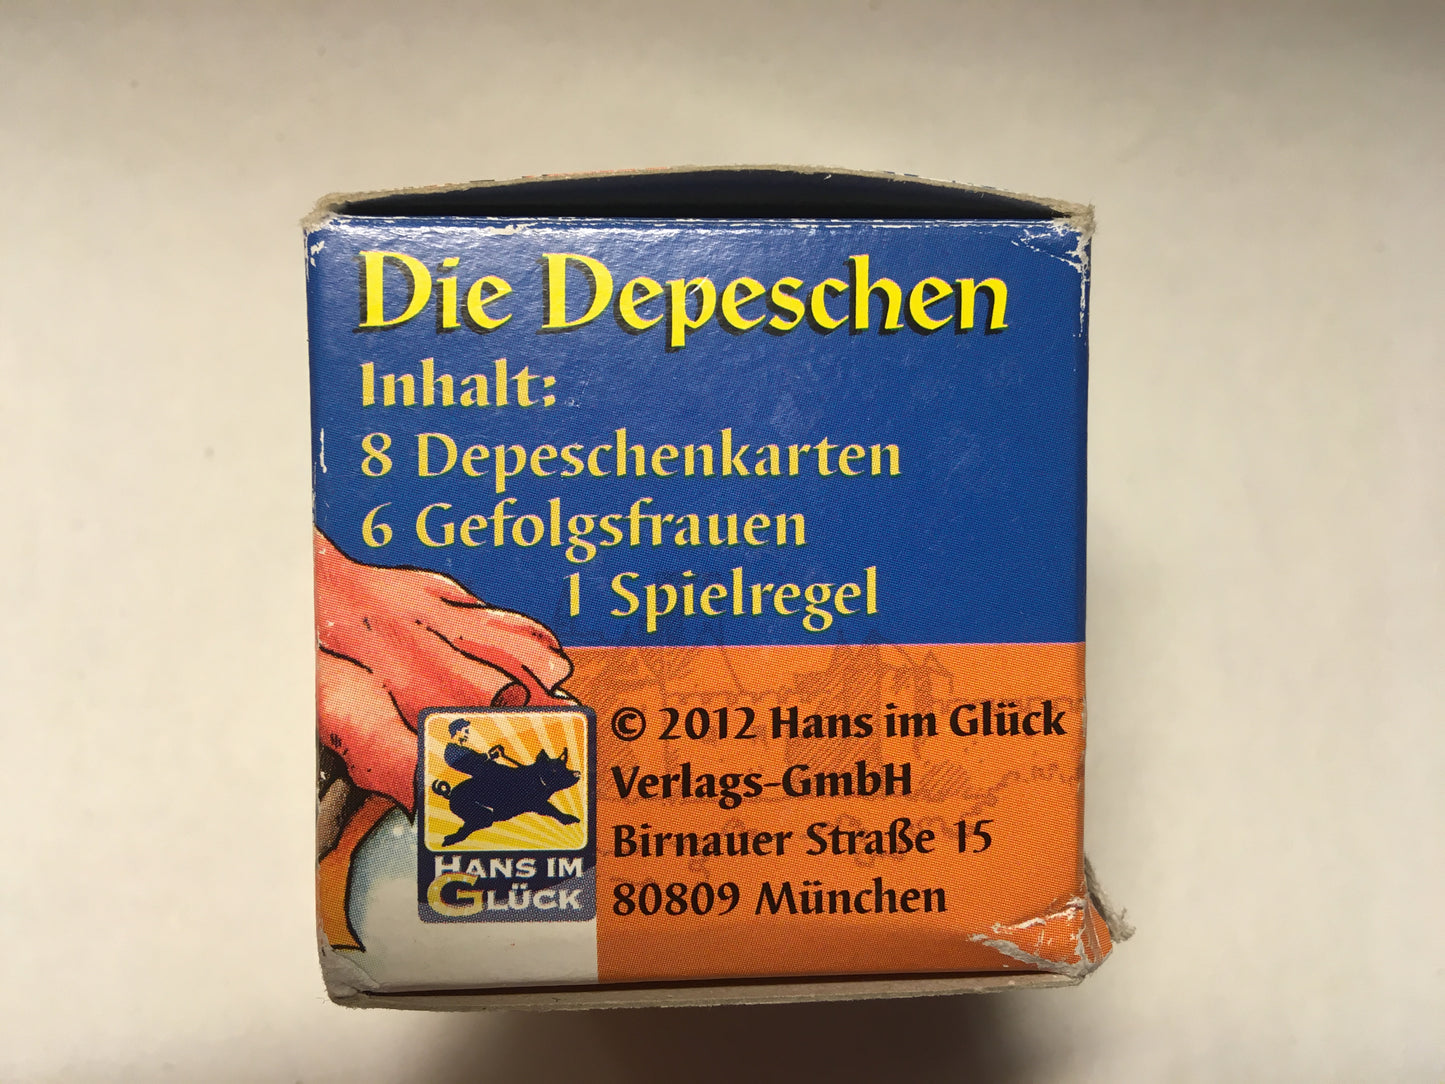 Die Depeschen
Inhalt:
8 Depeschenkarten
6 Gefolgsfrauen
1 Spielregel
© 2012 Hans im Glück
Verlags-GmbH
Birnauer Straße 15
80809 München
HANS IM
GLÜCK